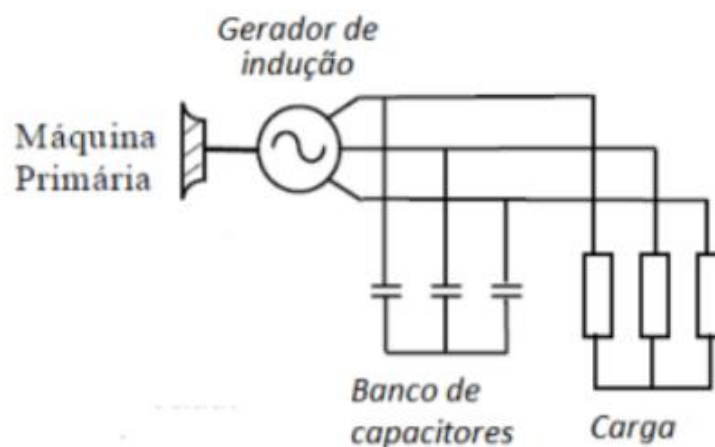 Gerador de
indução
Máquina
Primária
Banco de
capacitores
Carga